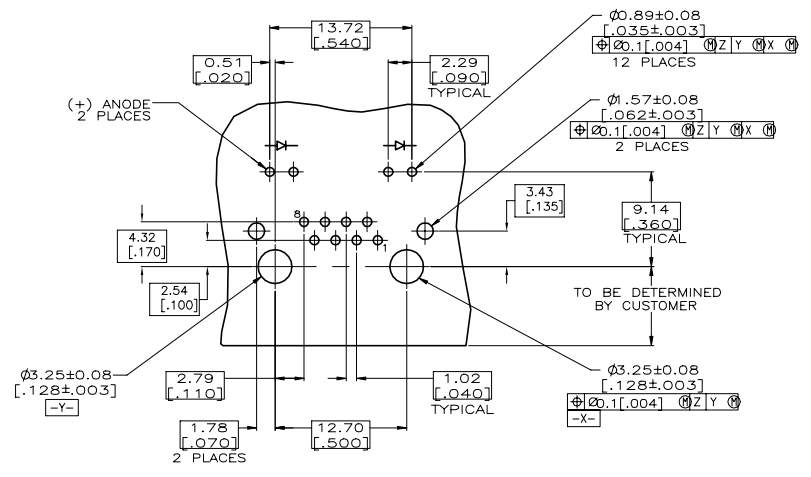 13.72
[.540]
Ø0.89±0.08
[.035±.003]
⌖ Ø0.1[.004] Ⓜ Z Y Ⓜ X Ⓜ
12 PLACES
0.51
[.020]
2.29
[.090]
TYPICAL
(+) ANODE
2 PLACES
Ø1.57±0.08
[.062±.003]
⌖ Ø0.1[.004] Ⓜ Z Y Ⓜ X Ⓜ
2 PLACES
3.43
[.135]
9.14
[.360]
TYPICAL
8
1
4.32
[.170]
2.54
[.100]
TO BE DETERMINED
BY CUSTOMER
Ø3.25±0.08
[.128±.003]
-Y-
2.79
[.110]
1.02
[.040]
TYPICAL
Ø3.25±0.08
[.128±.003]
⌖ Ø0.1[.004] Ⓜ Z Y Ⓜ
-X-
1.78
[.070]
2 PLACES
12.70
[.500]